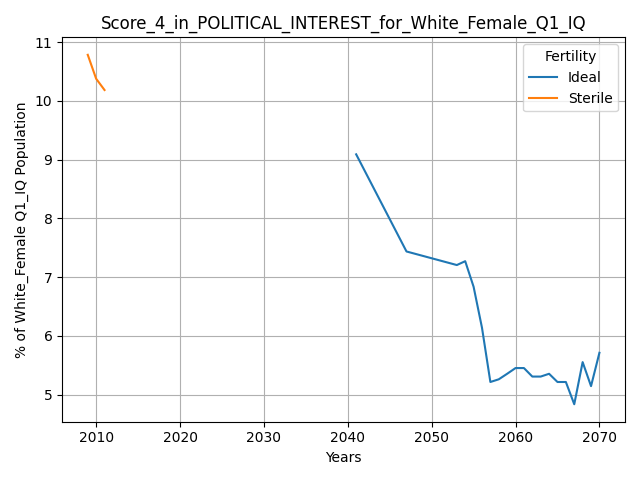 Score_4_in_POLITICAL_INTEREST_for_White_Female_Q1_IQ
% of White_Female Q1_IQ Population
11
10
9
8
7
6
5
Fertility
Ideal
Sterile
2010 2020 2030 2040 2050 2060 2070
Years